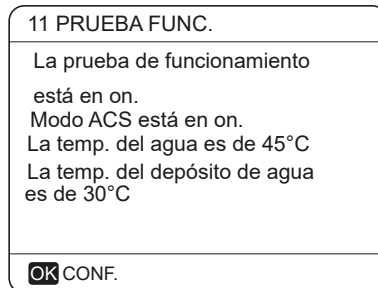 11 PRUEBA FUNC.
La prueba de funcionamiento
está en on.
Modo ACS está en on.
La temp. del agua es de 45°C
La temp. del depósito de agua
es de 30°C
OK CONF.